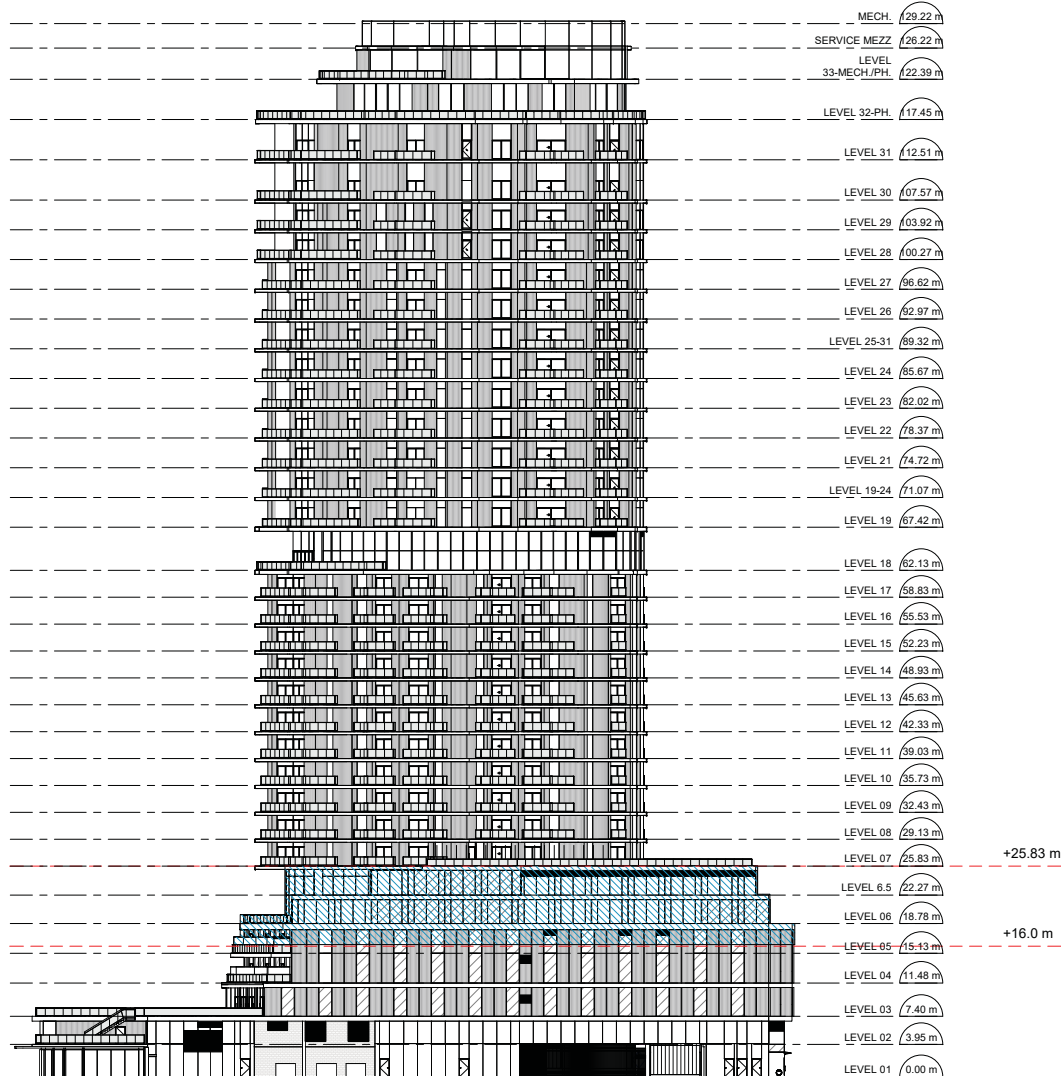 MECH. 129.22 m
SERVICE MEZZ 126.22 m
LEVEL
33-MECH./PH. 122.39 m
LEVEL 32-PH. 117.45 m
LEVEL 31 112.51 m
LEVEL 30 107.57 m
LEVEL 29 103.92 m
LEVEL 28 100.27 m
LEVEL 27 96.62 m
LEVEL 26 92.97 m
LEVEL 25-31 89.32 m
LEVEL 24 85.67 m
LEVEL 23 82.02 m
LEVEL 22 78.37 m
LEVEL 21 74.72 m
LEVEL 19-24 71.07 m
LEVEL 19 67.42 m
LEVEL 18 62.13 m
LEVEL 17 58.83 m
LEVEL 16 55.53 m
LEVEL 15 52.23 m
LEVEL 14 48.93 m
LEVEL 13 45.63 m
LEVEL 12 42.33 m
LEVEL 11 39.03 m
LEVEL 10 35.73 m
LEVEL 09 32.43 m
LEVEL 08 29.13 m
LEVEL 07 25.83 m +25.83 m
LEVEL 6.5 22.27 m
LEVEL 06 18.78 m
+16.0 m
LEVEL 05 15.13 m
LEVEL 04 11.48 m
LEVEL 03 7.40 m
LEVEL 02 3.95 m
LEVEL 01 0.00 m